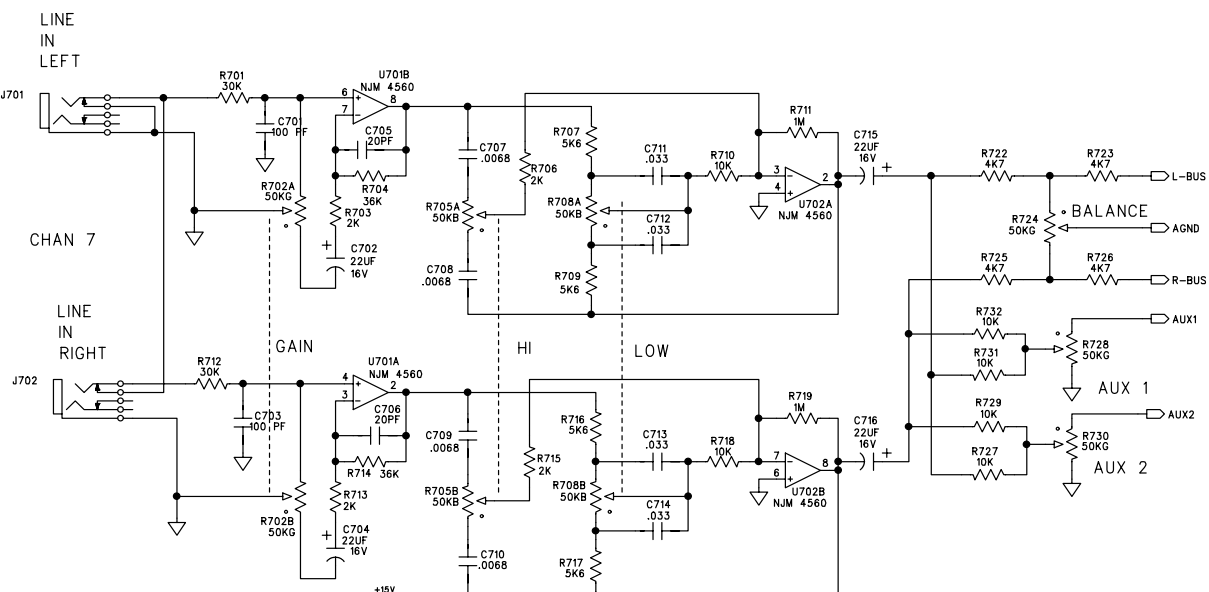 LINE
IN
LEFT
J701
R701
30K
C701
100 PF
U701B
NJM 4560
6
7
8
+
-
C705
20PF
R704
36K
R702A
50KG
R703
2K
+
C702
22UF
16V
C707
.0068
R706
2K
R705A
50KB
C708
.0068
R707
5K6
C711
.033
R710
10K
R708A
50KB
C712
.033
R709
5K6
R711
1M
3
4
2
-
+
U702A
NJM 4560
C715
22UF
16V
+
R722
4K7
R723
4K7
L-BUS
R724
50KG
BALANCE
AGND
R725
4K7
R726
4K7
R-BUS
CHAN 7
LINE
IN
RIGHT
GAIN
HI
LOW
R732
10K
AUX1
R731
10K
R728
50KG
AUX 1
J702
R712
30K
C703
100 PF
U701A
NJM 4560
4
3
2
+
-
C706
20PF
R714
36K
R702B
50KG
R713
2K
+
C704
22UF
16V
C709
.0068
R715
2K
R705B
50KB
C710
.0068
R716
5K6
C713
.033
R718
10K
R708B
50KB
C714
.033
R717
5K6
R719
1M
7
6
8
-
+
U702B
NJM 4560
C716
22UF
16V
+
R729
10K
AUX2
R727
10K
R730
50KG
AUX 2
+15V